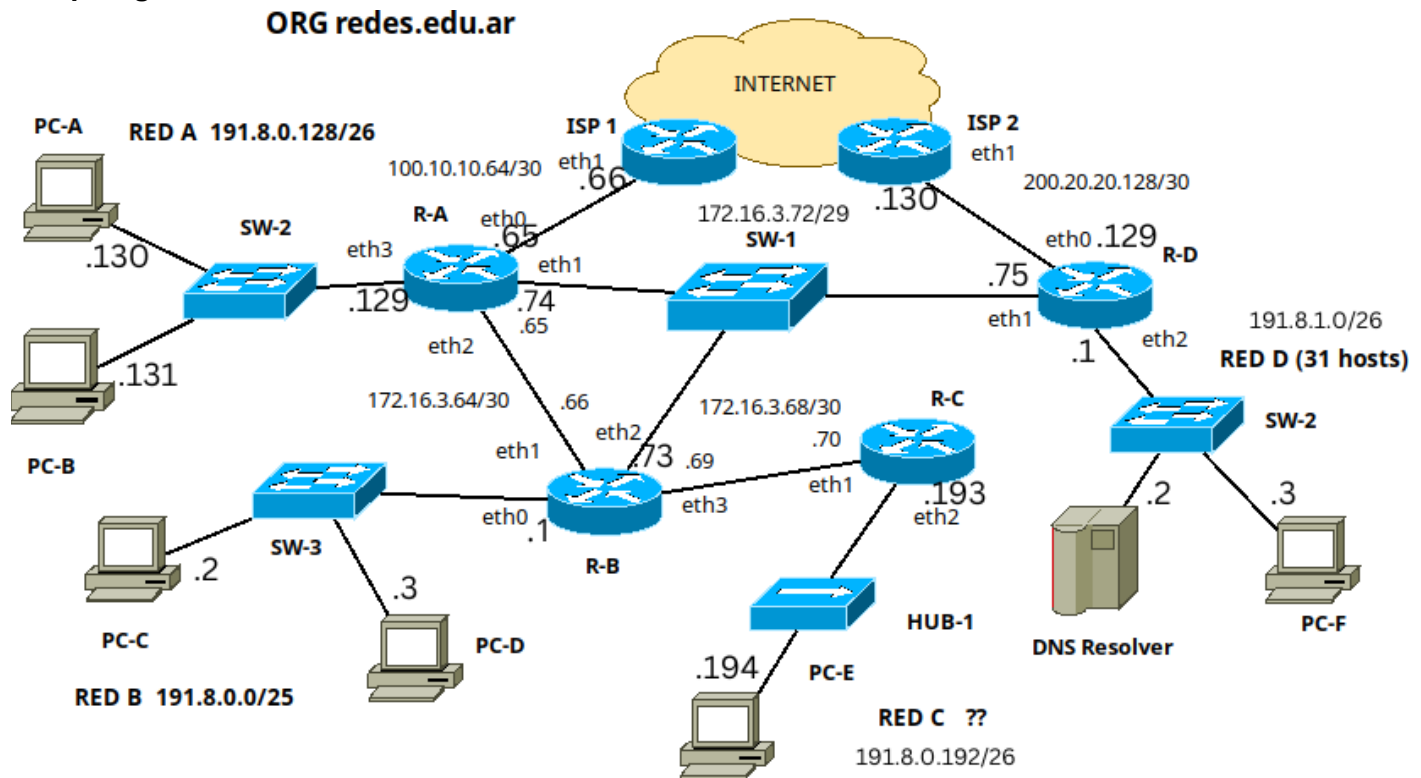 ORG redes.edu.ar
INTERNET
PC-A
RED A 191.8.0.128/26
ISP 1
ISP 2
eth1
eth1
100.10.10.64/30
.66
200.20.20.128/30
.130
172.16.3.72/29
SW-2
R-A
eth0
.65
SW-1
eth3
eth1
eth0
.129
R-D
.130
.75
.129
.74
.65
eth1
191.8.1.0/26
eth2
eth2
.1
RED D (31 hosts)
.131
172.16.3.64/30
.66
172.16.3.68/30
R-C
SW-2
eth2
.70
PC-B
eth1
.73
.69
eth1
.193
.2
.3
eth0
eth3
eth2
.1
SW-3
R-B
.2
.3
HUB-1
PC-F
PC-C
PC-D
DNS Resolver
.194
PC-E
RED B 191.8.0.0/25
RED C ??
191.8.0.192/26